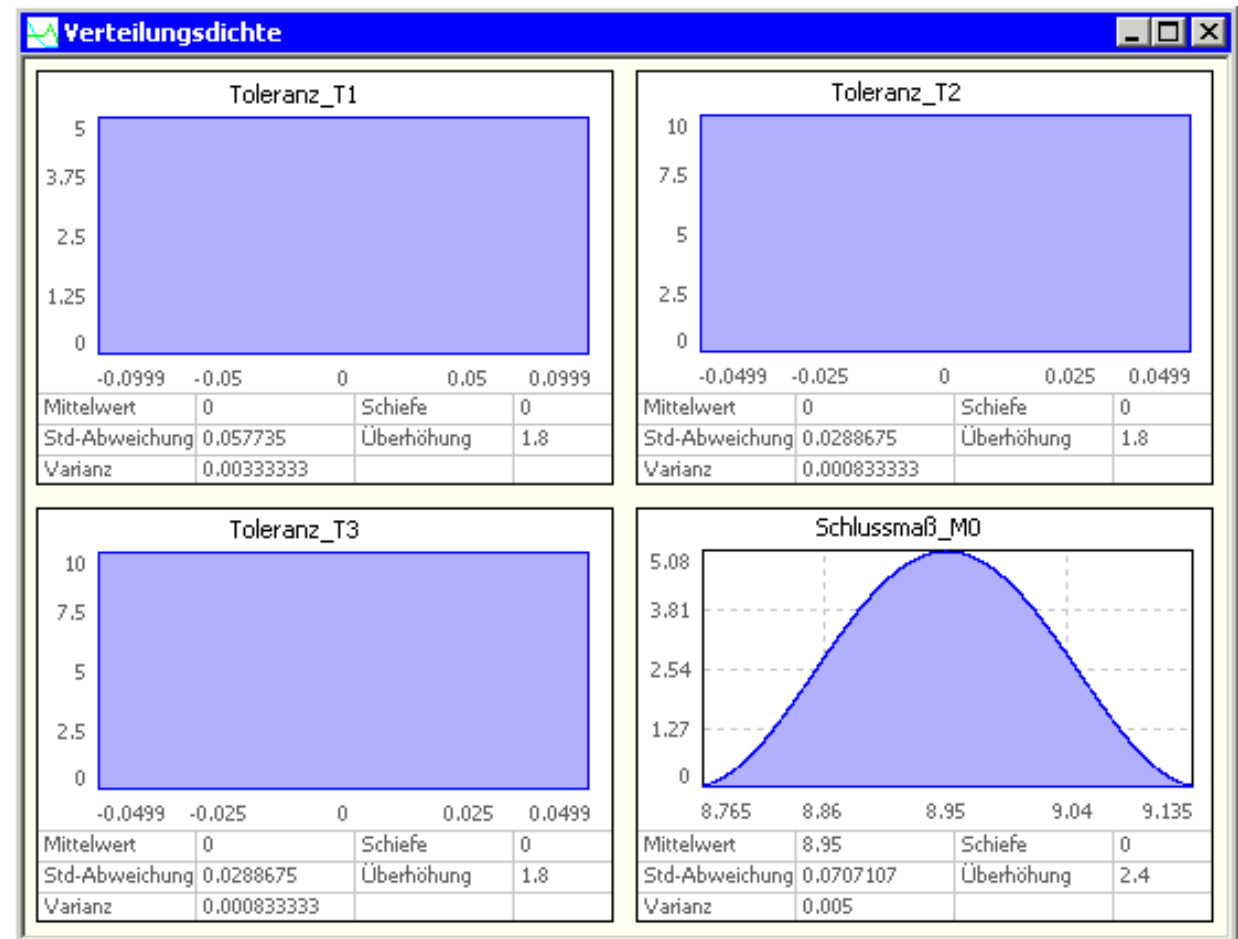 Verteilungsdichte
Toleranz_T1
5
3.75
2.5
1.25
0
-0.0999 -0.05 0 0.05 0.0999
Mittelwert 0 Schiefe 0
Std-Abweichung 0.057735 Überhöhung 1.8
Varianz 0.00333333
Toleranz_T2
10
7.5
5
2.5
0
-0.0499 -0.025 0 0.025 0.0499
Mittelwert 0 Schiefe 0
Std-Abweichung 0.0288675 Überhöhung 1.8
Varianz 0.000833333
Toleranz_T3
10
7.5
5
2.5
0
-0.0499 -0.025 0 0.025 0.0499
Mittelwert 0 Schiefe 0
Std-Abweichung 0.0288675 Überhöhung 1.8
Varianz 0.000833333
Schlussmaß_M0
5.08
3.81
2.54
1.27
0
8.765 8.86 8.95 9.04 9.135
Mittelwert 8.95 Schiefe 0
Std-Abweichung 0.0707107 Überhöhung 2.4
Varianz 0.005